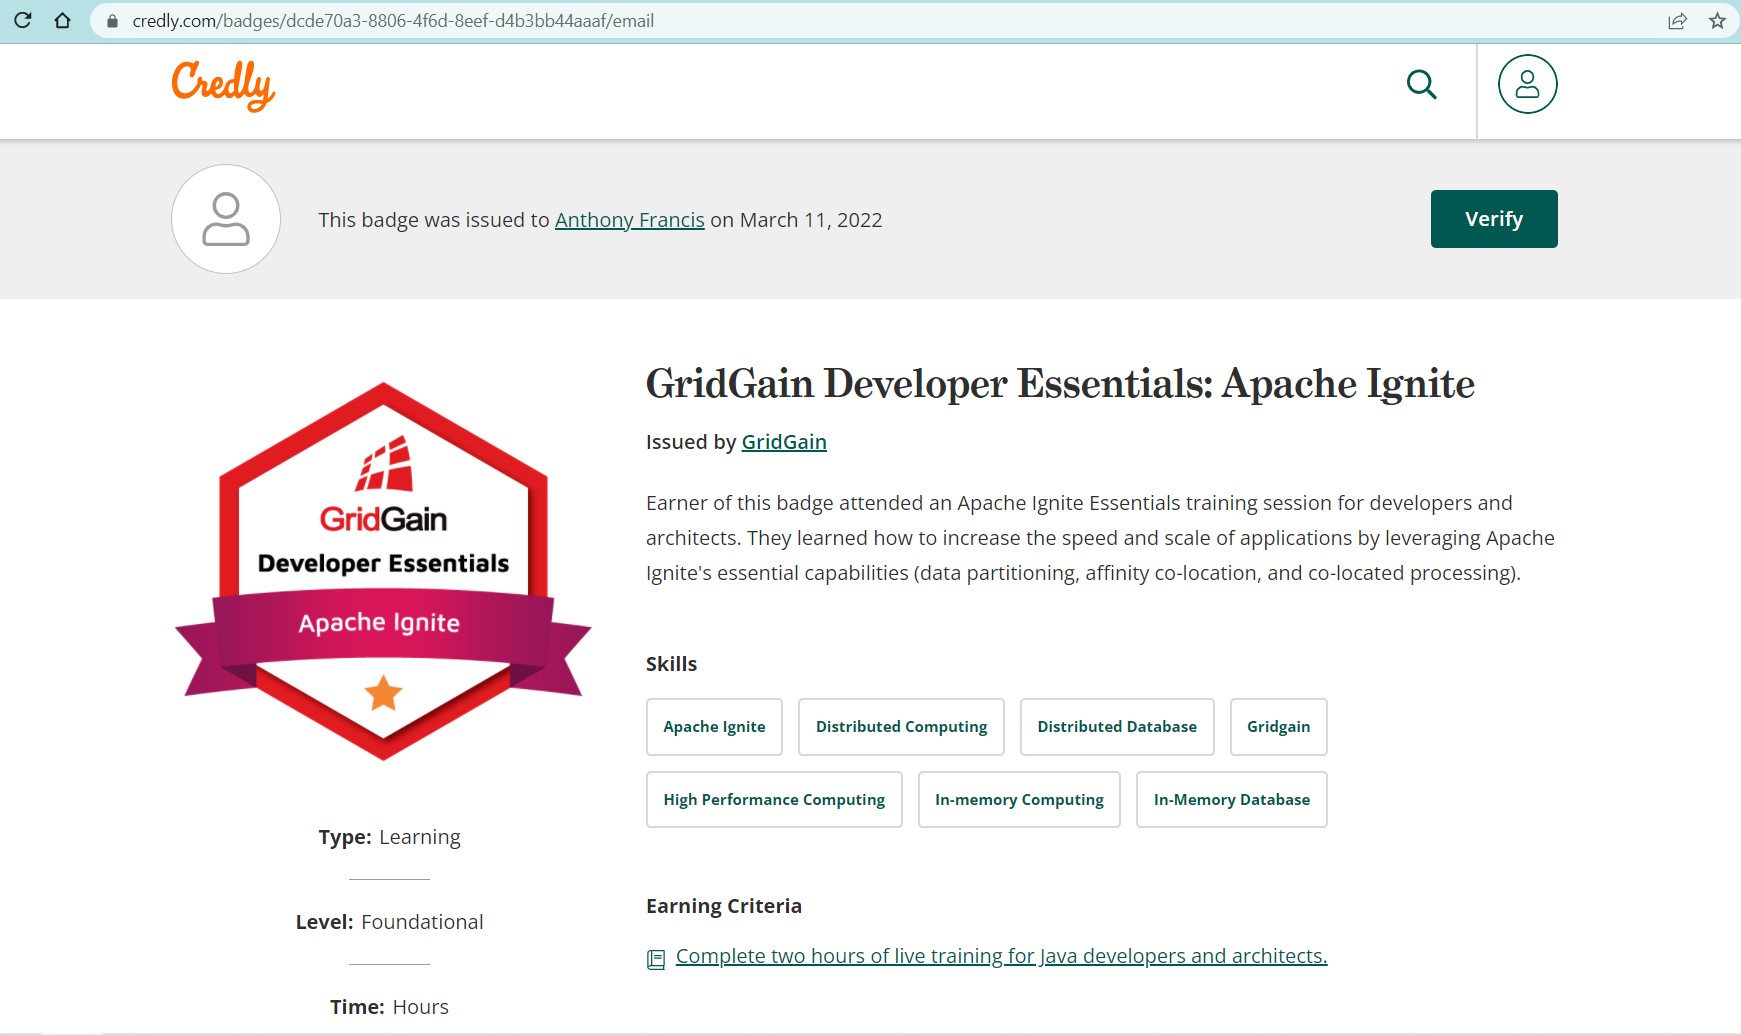 credly.com/badges/dcde70a3-8806-4f6d-8eef-d4b3bb44aaaf/email
Credly
This badge was issued to Anthony Francis on March 11, 2022
Verify
GridGain
Developer Essentials
Apache Ignite
Type: Learning
Level: Foundational
Time: Hours
GridGain Developer Essentials: Apache Ignite
Issued by GridGain
Earner of this badge attended an Apache Ignite Essentials training session for developers and
architects. They learned how to increase the speed and scale of applications by leveraging Apache
Ignite's essential capabilities (data partitioning, affinity co-location, and co-located processing).
Skills
Apache Ignite Distributed Computing Distributed Database Gridgain
High Performance Computing In-memory Computing In-Memory Database
Earning Criteria
Complete two hours of live training for Java developers and architects.